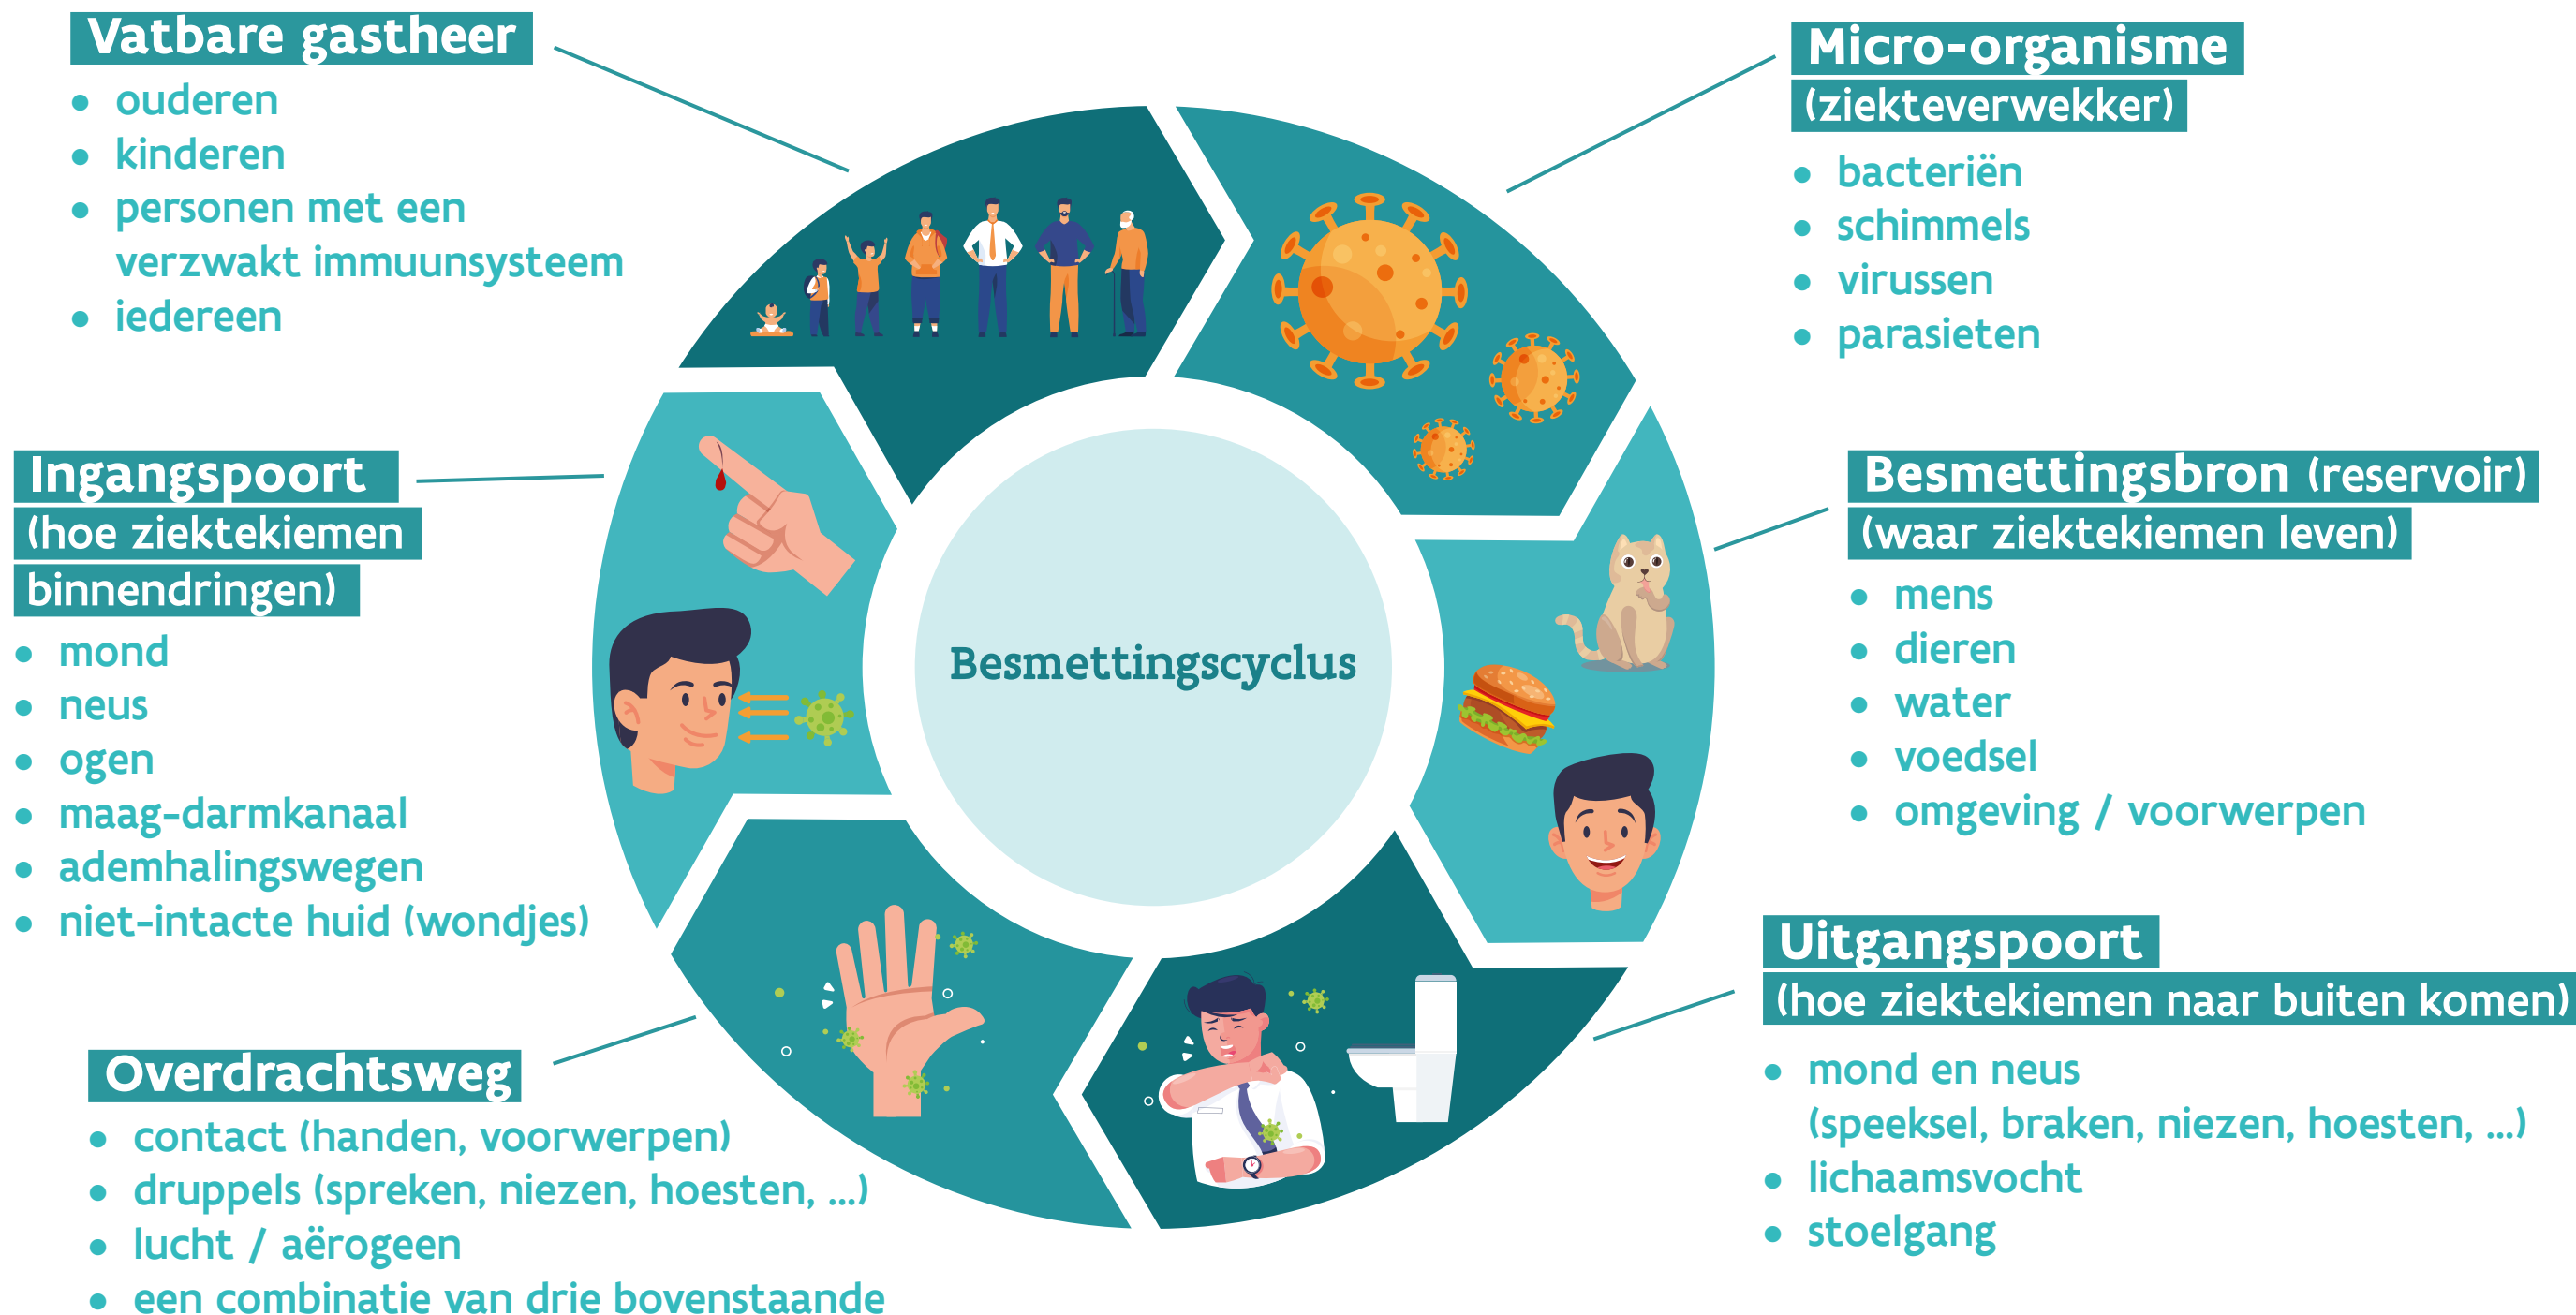 Vatbare gastheer
• ouderen
• kinderen
• personen met een
verzwakt immuunsysteem
• iedereen
Micro-organisme
(ziekteverwekker)
• bacteriën
• schimmels
• virussen
• parasieten
Ingangspoort
(hoe ziektekiemen
binnendringen)
• mond
• neus
• ogen
• maag-darmkanaal
• ademhalingswegen
• niet-intacte huid (wondjes)
Besmettingscyclus
Besmettingsbron (reservoir)
(waar ziektekiemen leven)
• mens
• dieren
• water
• voedsel
• omgeving / voorwerpen
Overdrachtsweg
• contact (handen, voorwerpen)
• druppels (spreken, niezen, hoesten, ...)
• lucht / aërogeen
• een combinatie van drie bovenstaande
Uitgangspoort
(hoe ziektekiemen naar buiten komen)
• mond en neus
(speeksel, braken, niezen, hoesten, ...)
• lichaamsvocht
• stoelgang